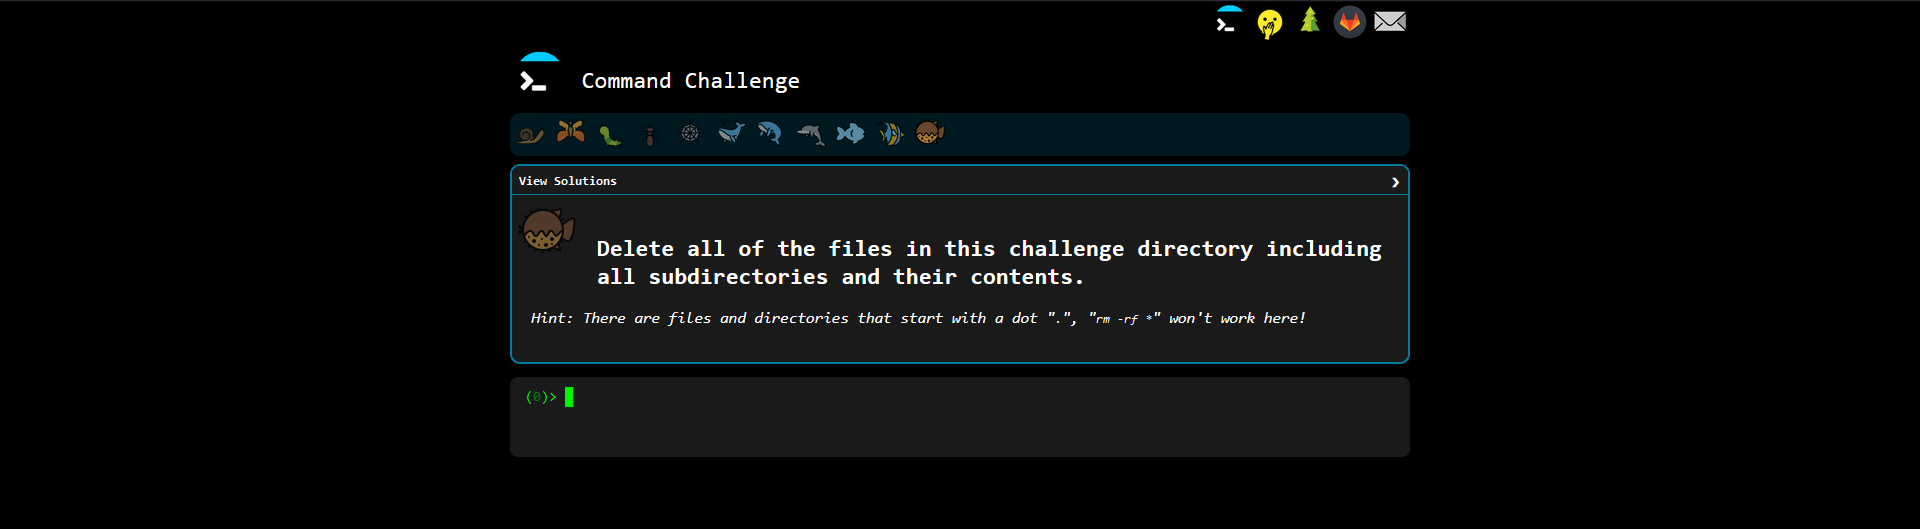 Command Challenge
View Solutions
Delete all of the files in this challenge directory including
all subdirectories and their contents.
Hint: There are files and directories that start with a dot ".", "rm -rf *" won't work here!
(0)>